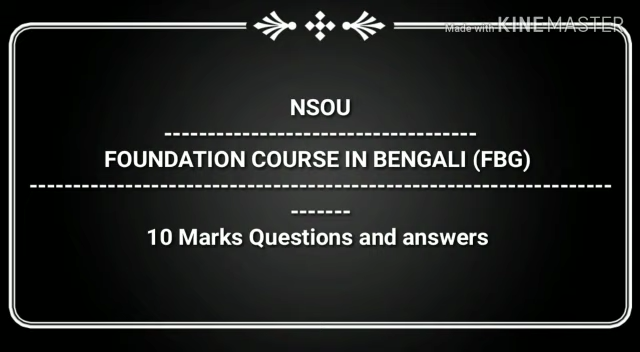 Made with KINEMASTER
NSOU
-----------------------------------
FOUNDATION COURSE IN BENGALI (FBG)
-----------------------------------------------------------------
-------
10 Marks Questions and answers